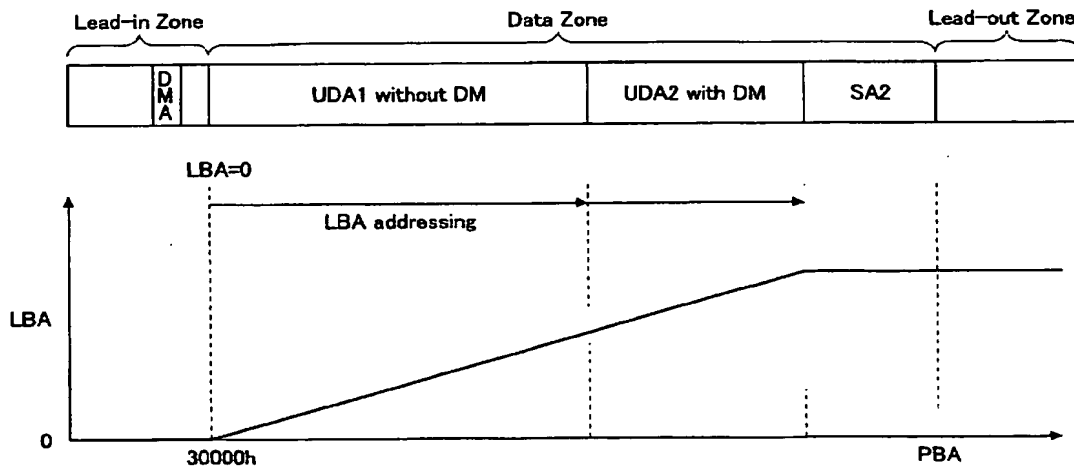 Lead-in Zone
Data Zone
Lead-out Zone
DMA
UDA1 without DM
UDA2 with DM
SA2
LBA=0
LBA addressing
LBA
0
30000h
PBA